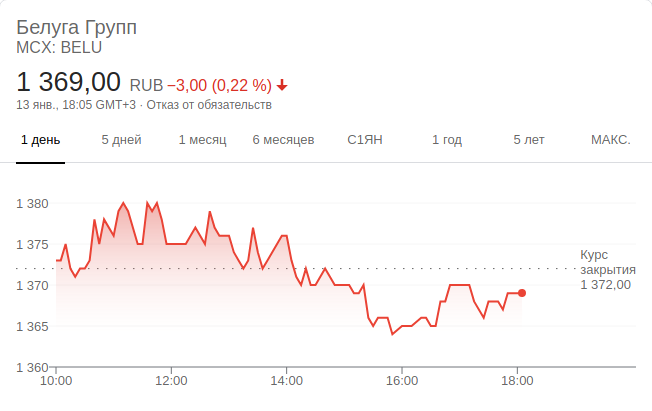 Белуга Групп
MCX: BELU
1 369,00 RUB −3,00 (0,22 %)
13 янв., 18:05 GMT+3 · Отказ от обязательств
1 день 5 дней 1 месяц 6 месяцев С1ЯН 1 год 5 лет МАКС.
1 380
1 375
Курс
закрытия
1 372,00
1 370
1 365
1 360
10:00 12:00 14:00 16:00 18:00